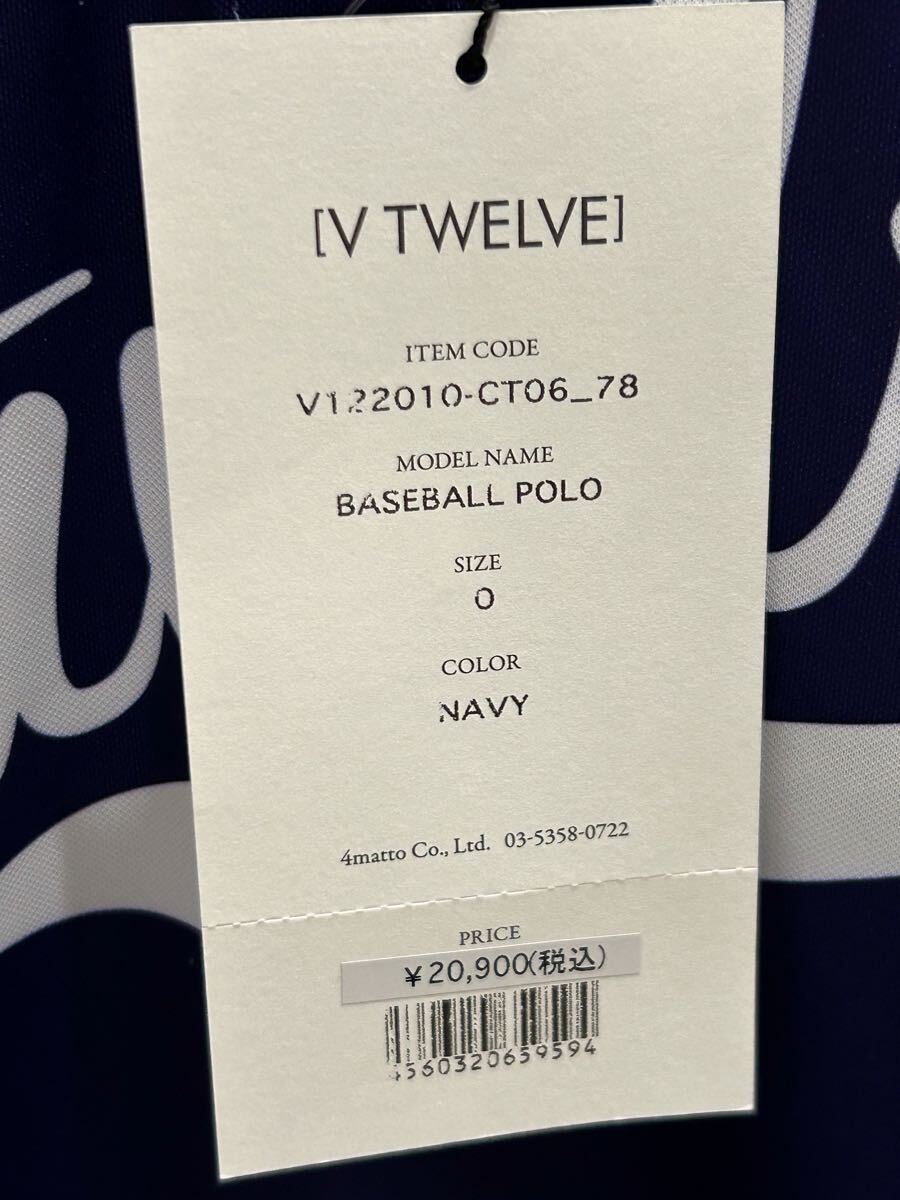 [V TWELVE]
ITEM CODE
V122010-CT06_78
MODEL NAME
BASEBALL POLO
SIZE
0
COLOR
NAVY
4matto Co., Ltd. 03-5358-0722
PRICE
¥20,900(税込)
4560320659594